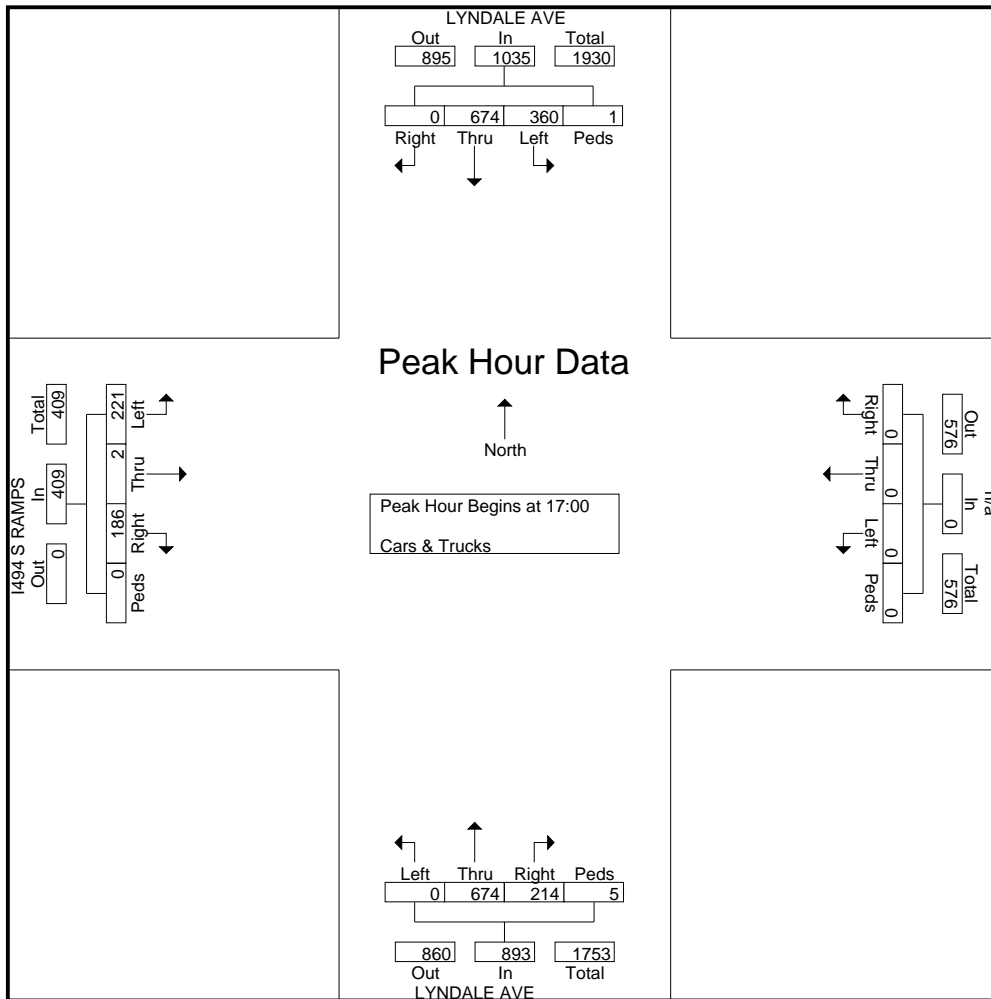 LYNDALE AVE
Out In Total
895 1035 1930
0 674 360 1
Right Thru Left Peds
Peak Hour Data
North
Peak Hour Begins at 17:00
Cars & Trucks
I494 S RAMPS
Out In Total
0 409 409
221 2 186 0
Left Thru Right Peds
n/a
Out In Total
576 0 576
0 0 0 0
Right Thru Left Peds
Left Thru Right Peds
0 674 214 5
860 893 1753
Out In Total
LYNDALE AVE